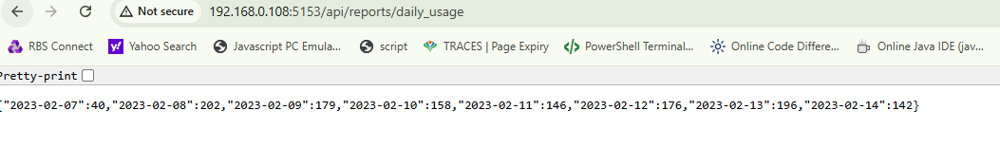 Not secure 192.168.0.108:5153/api/reports/daily_usage
RBS Connect Yahoo Search Javascript PC Emula... script TRACES | Page Expiry PowerShell Terminal... Online Code Differe... Online Java IDE (jav...
Pretty-print
{"2023-02-07":40,"2023-02-08":202,"2023-02-09":179,"2023-02-10":158,"2023-02-11":146,"2023-02-12":176,"2023-02-13":196,"2023-02-14":142}